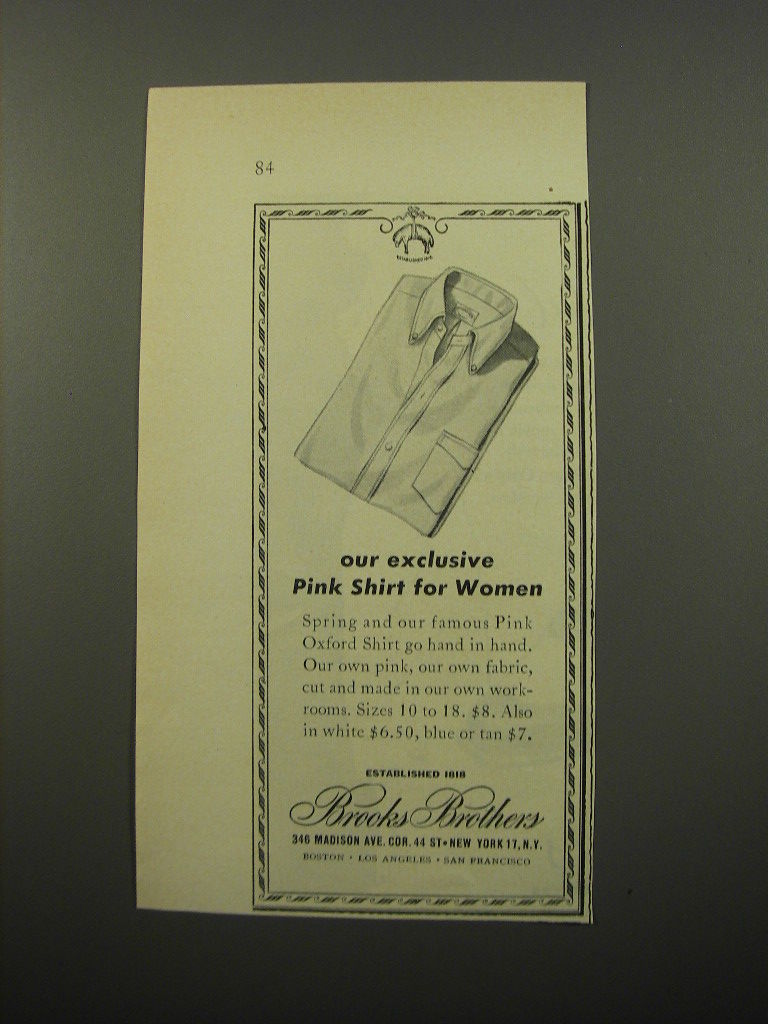 84
ESTABLISHED 1818
our exclusive
Pink Shirt for Women
Spring and our famous Pink
Oxford Shirt go hand in hand.
Our own pink, our own fabric,
cut and made in our own work-
rooms. Sizes 10 to 18. $8. Also
in white $6.50, blue or tan $7.
ESTABLISHED 1818
Brooks Brothers
346 MADISON AVE. COR. 44 ST • NEW YORK 17, N.Y.
BOSTON • LOS ANGELES • SAN FRANCISCO